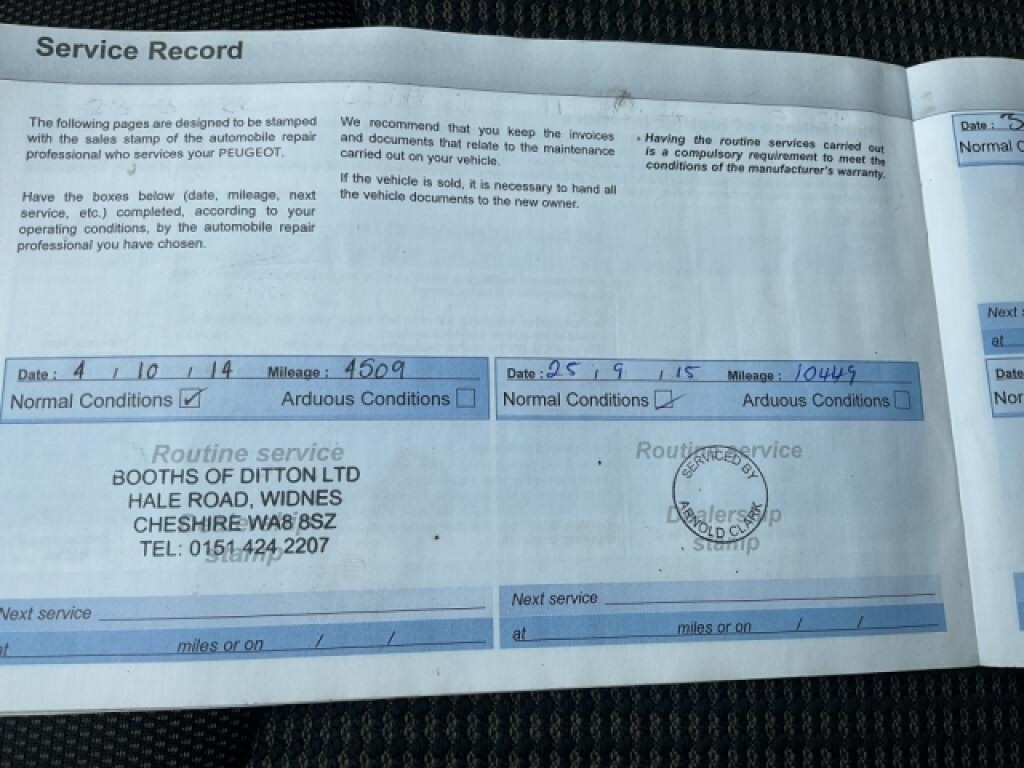 Service Record
The following pages are designed to be stamped
with the sales stamp of the automobile repair
professional who services your PEUGEOT.
Have the boxes below (date, mileage, next
service, etc.) completed, according to your
operating conditions, by the automobile repair
professional you have chosen.
We recommend that you keep the invoices
and documents that relate to the maintenance
carried out on your vehicle.
If the vehicle is sold, it is necessary to hand all
the vehicle documents to the new owner.
• Having the routine services carried out
is a compulsory requirement to meet the
conditions of the manufacturer's warranty.
Date : 4 / 10 / 14 Mileage : 4509
Normal Conditions Arduous Conditions
Routine service
BOOTHS OF DITTON LTD
HALE ROAD, WIDNES
CHESHIRE WA8 8SZ
TEL: 0151 424 2207
stamp
Next service
at miles or on / /
Date : 25 / 9 / 15 Mileage : 10449
Normal Conditions Arduous Conditions
Routine service
SERVICED BY
ARNOLD CLARK
Dealership
stamp
Next service
at miles or on / /
Date :
Normal C
Next
at
Date
Nor